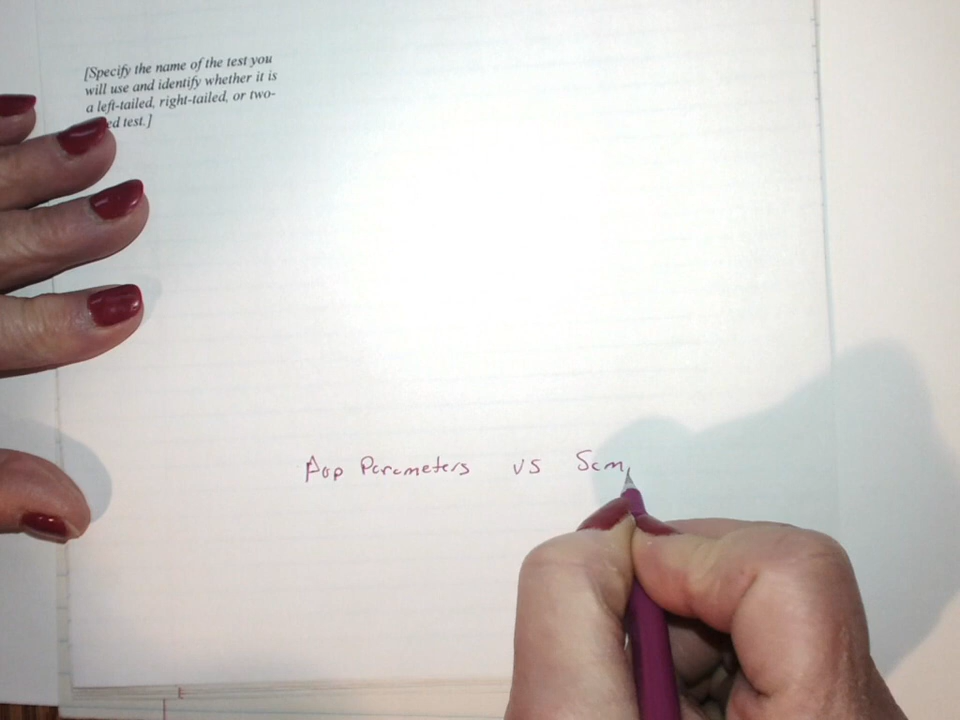 [Specify the name of the test you
will use and identify whether it is
a left-tailed, right-tailed, or two-
ed test.]
Pop Parameters vs Sam